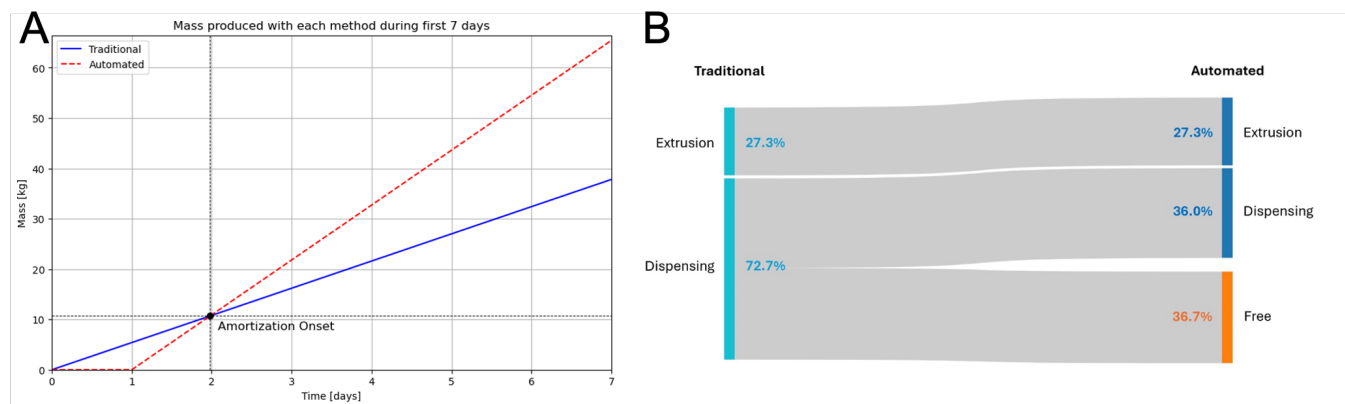 A
Mass produced with each method during first 7 days
Traditional
Automated
Mass [kg]
60
50
40
30
20
10
0
Amortization Onset
0 1 2 3 4 5 6 7
Time [days]
B
Traditional Automated
Extrusion 27.3% 27.3% Extrusion
36.0% Dispensing
Dispensing 72.7%
36.7% Free